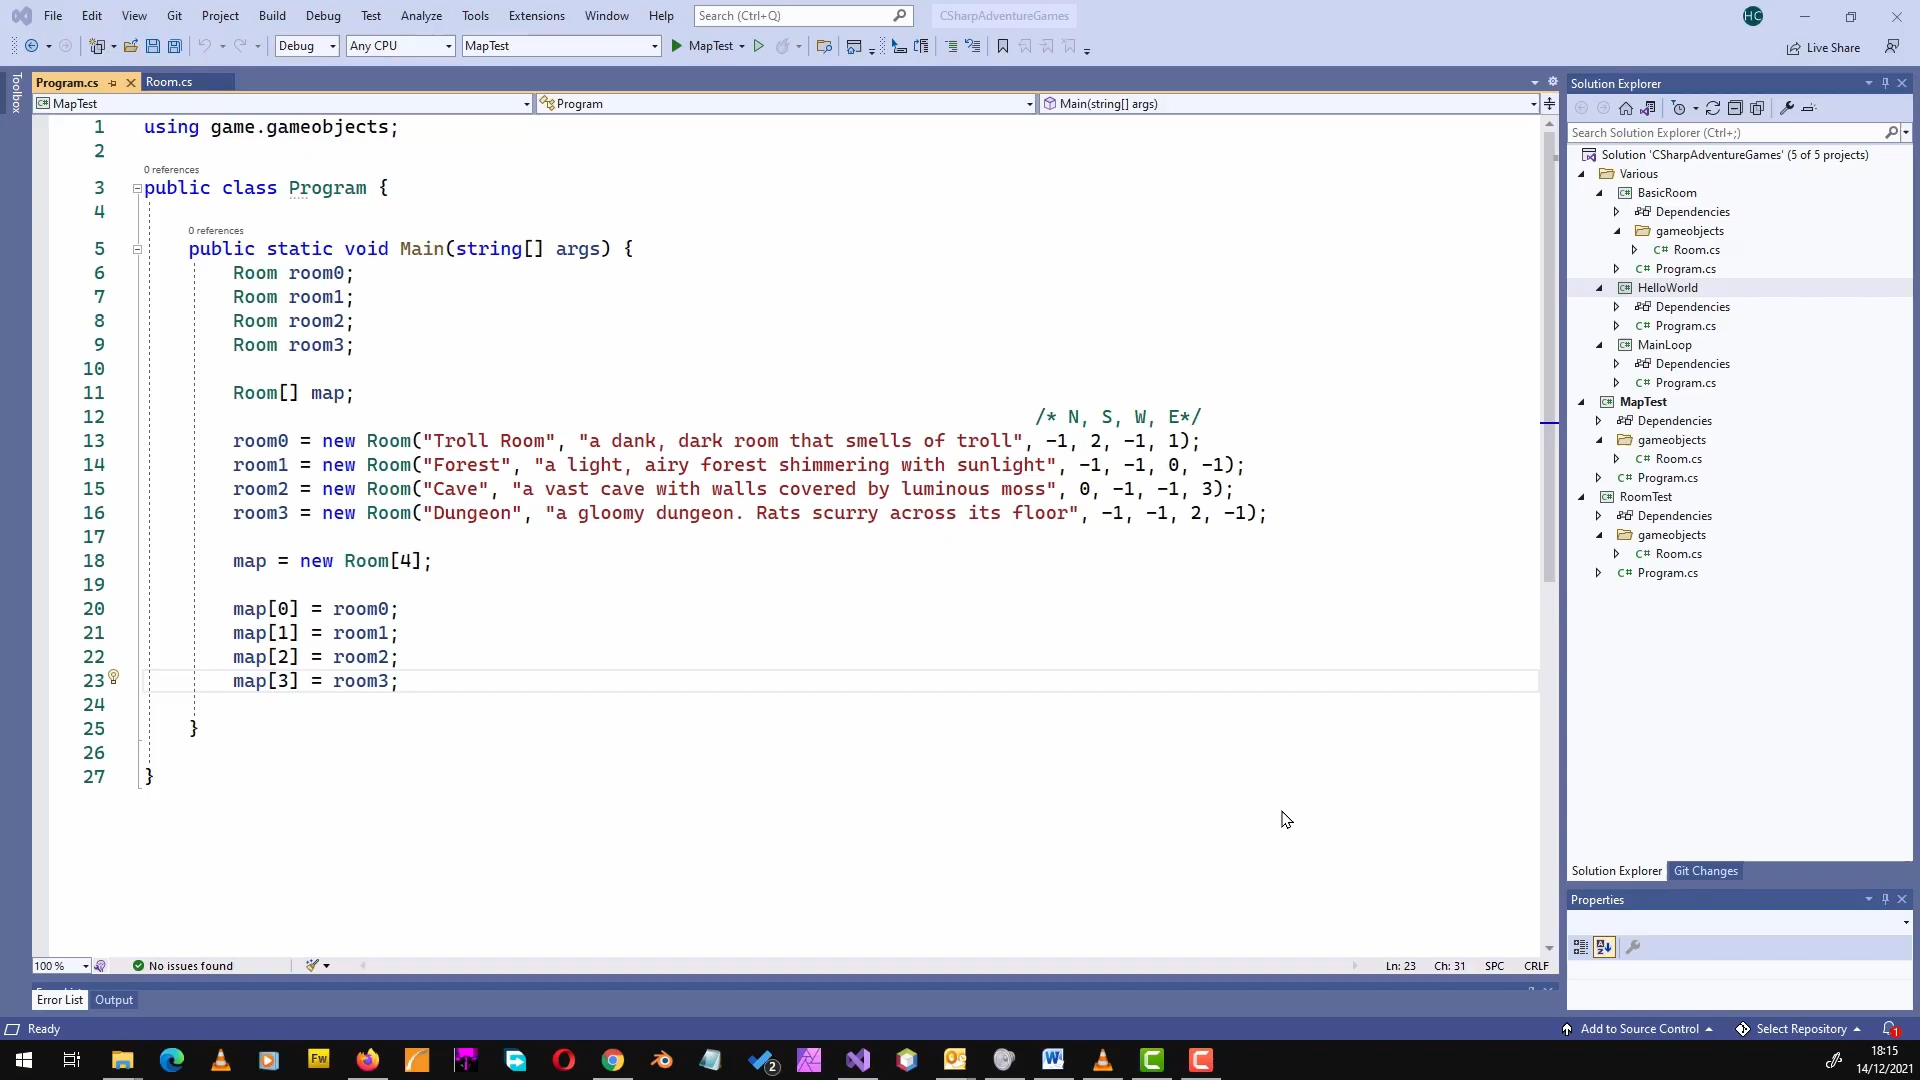 File Edit View Git Project Build Debug Test Analyze Tools Extensions Window Help Search (Ctrl+Q) CSharpAdventureGames HC
Debug Any CPU MapTest MapTest Live Share
Toolbox
Program.cs Room.cs
MapTest Program Main(string[] args)
1 using game.gameobjects;
2
0 references
3 public class Program {
4
0 references
5 public static void Main(string[] args) {
6 Room room0;
7 Room room1;
8 Room room2;
9 Room room3;
10
11 Room[] map;
12 /* N, S, W, E*/
13 room0 = new Room("Troll Room", "a dank, dark room that smells of troll", -1, 2, -1, 1);
14 room1 = new Room("Forest", "a light, airy forest shimmering with sunlight", -1, -1, 0, -1);
15 room2 = new Room("Cave", "a vast cave with walls covered by luminous moss", 0, -1, -1, 3);
16 room3 = new Room("Dungeon", "a gloomy dungeon. Rats scurry across its floor", -1, -1, 2, -1);
17
18 map = new Room[4];
19
20 map[0] = room0;
21 map[1] = room1;
22 map[2] = room2;
23 map[3] = room3;
24
25 }
26
27 }
100 % No issues found Ln: 23 Ch: 31 SPC CRLF
Error List Output
Solution Explorer
Search Solution Explorer (Ctrl+;)
Solution 'CSharpAdventureGames' (5 of 5 projects)
Various
C# BasicRoom
Dependencies
gameobjects
C# Room.cs
C# Program.cs
C# HelloWorld
Dependencies
C# Program.cs
C# MainLoop
Dependencies
C# Program.cs
C# MapTest
Dependencies
gameobjects
C# Room.cs
C# Program.cs
C# RoomTest
Dependencies
gameobjects
C# Room.cs
C# Program.cs
Solution Explorer Git Changes
Properties
Ready Add to Source Control Select Repository 1
Fw 2 18:15
14/12/2021